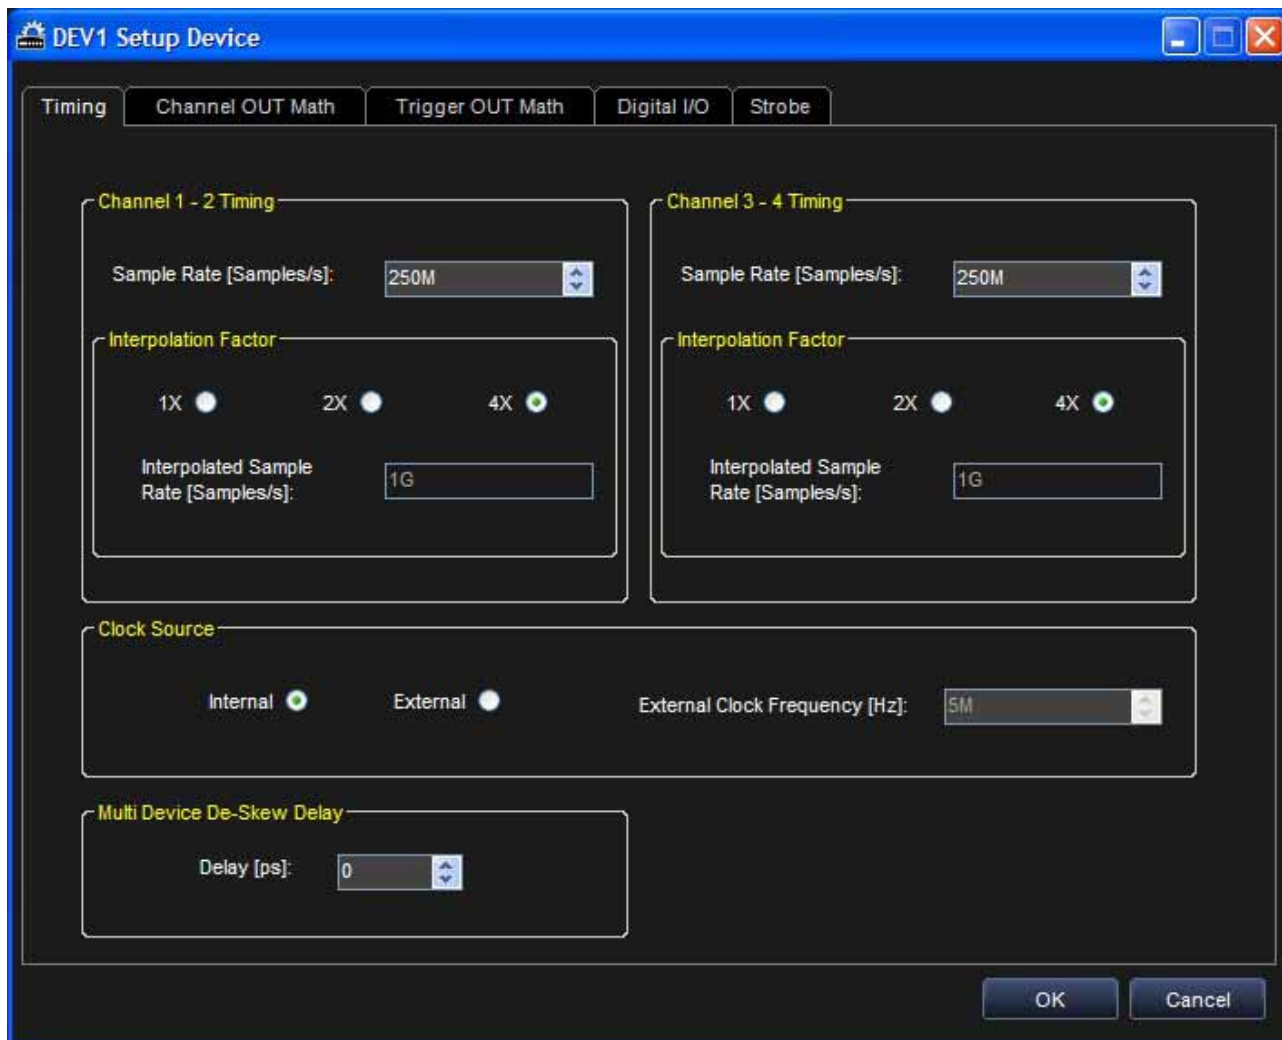 DEV1 Setup Device
Timing Channel OUT Math Trigger OUT Math Digital I/O Strobe
Channel 1 - 2 Timing
Sample Rate [Samples/s]: 250M
Interpolation Factor
1X 2X 4X
Interpolated Sample
Rate [Samples/s]: 1G
Channel 3 - 4 Timing
Sample Rate [Samples/s]: 250M
Interpolation Factor
1X 2X 4X
Interpolated Sample
Rate [Samples/s]: 1G
Clock Source
Internal External External Clock Frequency [Hz]: 5M
Multi Device De-Skew Delay
Delay [ps]: 0
OK Cancel